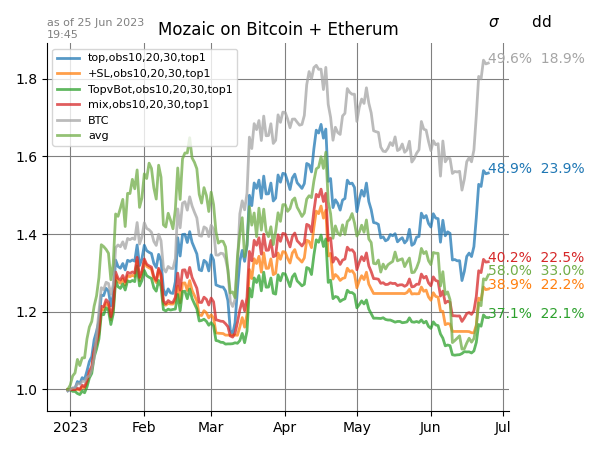 as of 25 Jun 2023
19:45
Mozaic on Bitcoin + Etherum
σ dd
top,obs10,20,30,top1
+SL,obs10,20,30,top1
TopvBot,obs10,20,30,top1
mix,obs10,20,30,top1
BTC
avg
49.6% 18.9%
48.9% 23.9%
40.2% 22.5%
58.0% 33.0%
38.9% 22.2%
37.1% 22.1%
1.8
1.6
1.4
1.2
1.0
2023 Feb Mar Apr May Jun Jul